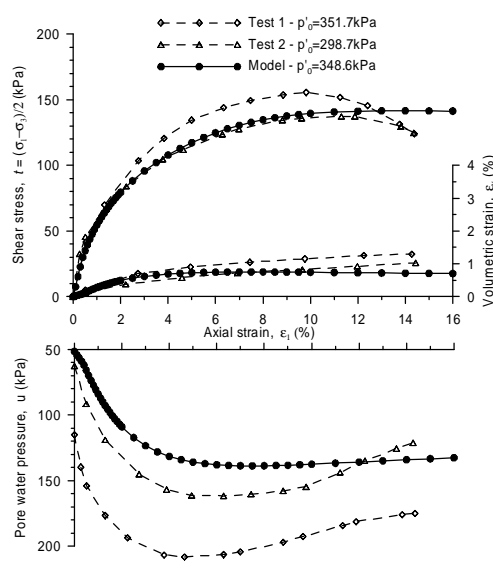 Test 1 - p'₀=351.7kPa
Test 2 - p'₀=298.7kPa
Model - p'₀=348.6kPa
Shear stress, t = (σ₁–σ₃)/2 (kPa)
200
150
100
50
0
4
3
2
1
0
Volumetric strain, ε (%)
0 2 4 6 8 10 12 14 16
Axial strain, ε₁ (%)
Pore water pressure, u (kPa)
50
100
150
200